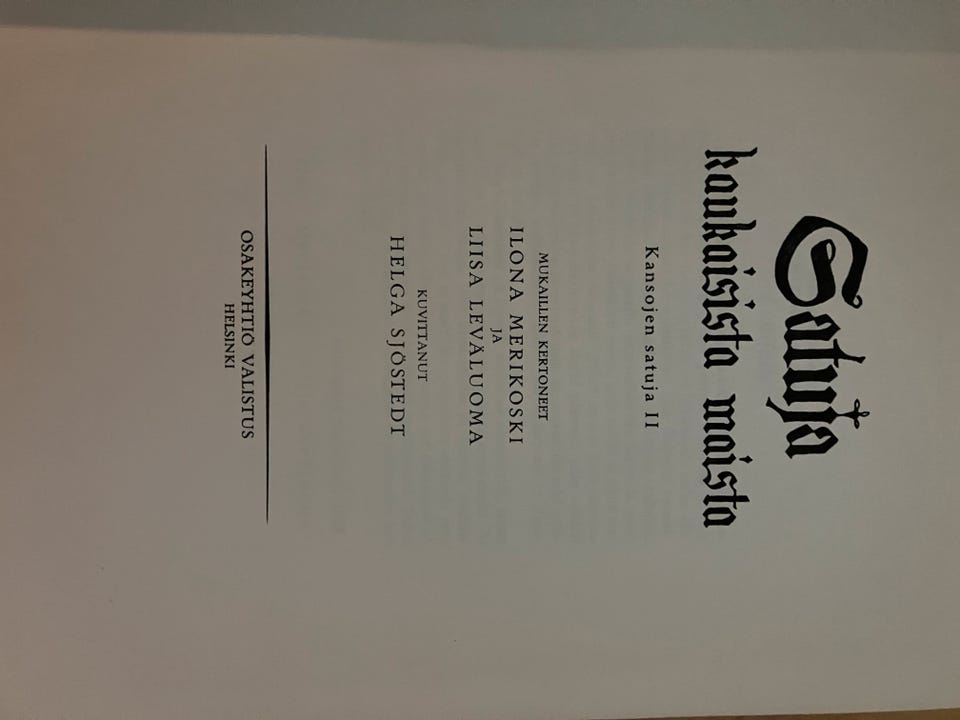 Satuja
kaukaisista maista
Kansojen satuja II
MUKAILLEN KERTONEET
ILONA MERIKOSKI
JA
LIISA LEVÄLUOMA
KUVITTANUT
HELGA SJÖSTEDT
OSAKEYHTIÖ VALISTUS
HELSINKI